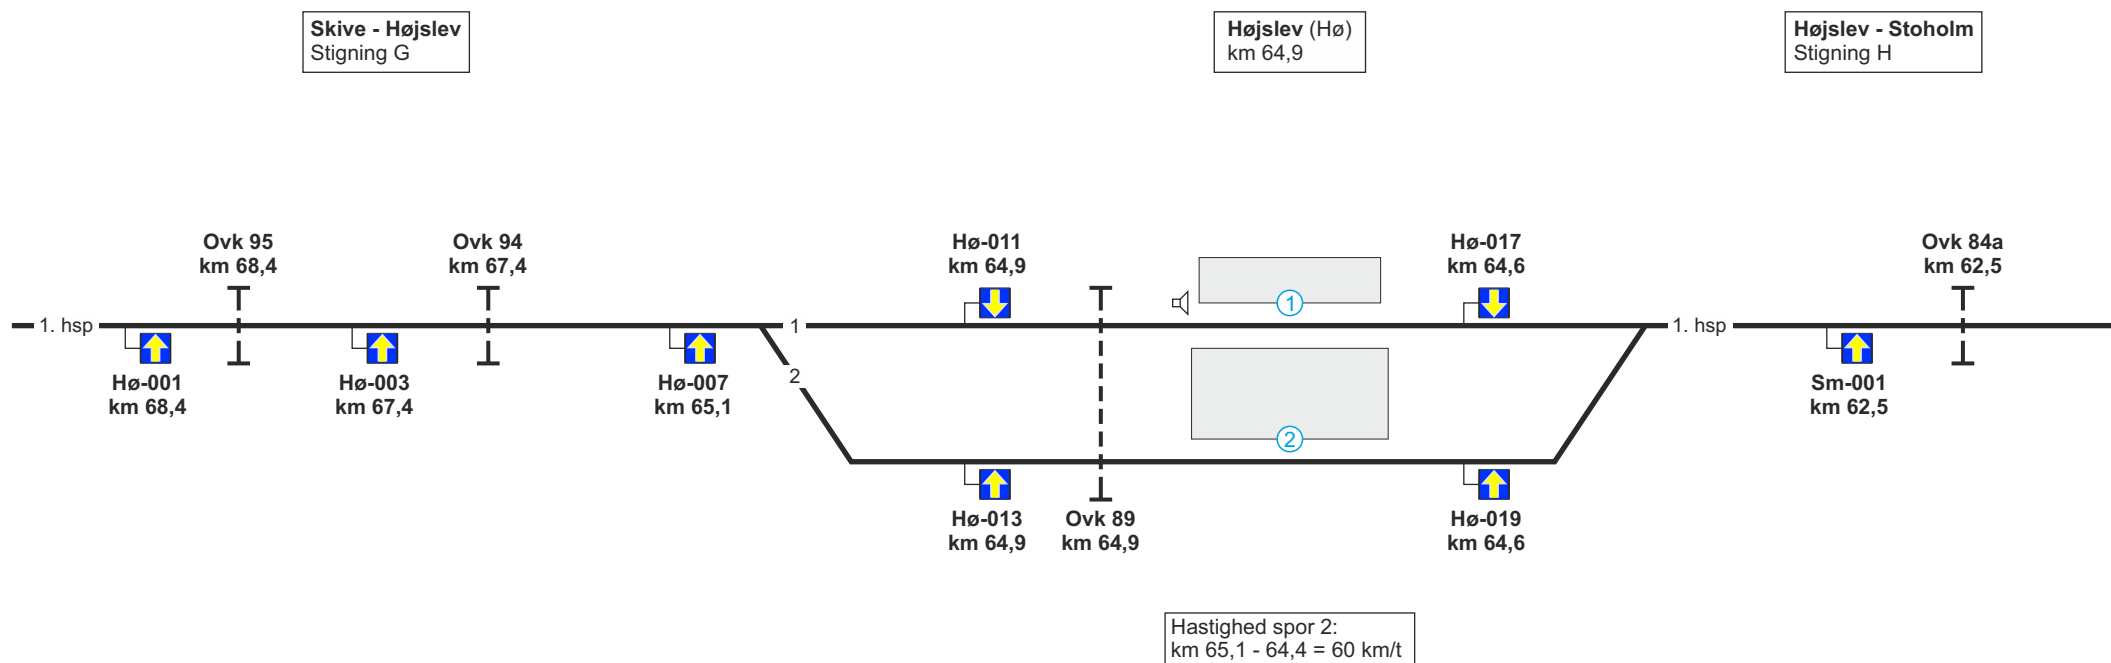 Skive - Højslev
Stigning G
Højslev (Hø)
km 64,9
Højslev - Stoholm
Stigning H
Ovk 95
km 68,4
Ovk 94
km 67,4
Hø-011
km 64,9
Hø-017
km 64,6
Ovk 84a
km 62,5
1
1. hsp
1
1. hsp
2
Hø-001
km 68,4
Hø-003
km 67,4
Hø-007
km 65,1
Sm-001
km 62,5
2
Hø-013
km 64,9
Ovk 89
km 64,9
Hø-019
km 64,6
Hastighed spor 2:
km 65,1 - 64,4 = 60 km/t